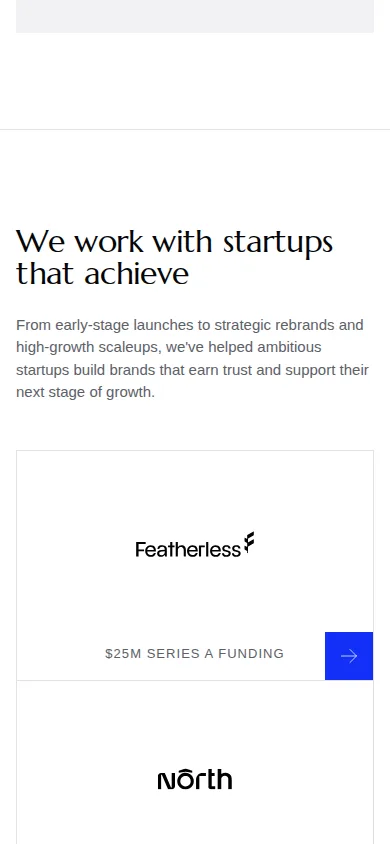 We work with startups
that achieve
From early-stage launches to strategic rebrands and
high-growth scaleups, we've helped ambitious
startups build brands that earn trust and support their
next stage of growth.
Featherless
$25M SERIES A FUNDING
nôrth